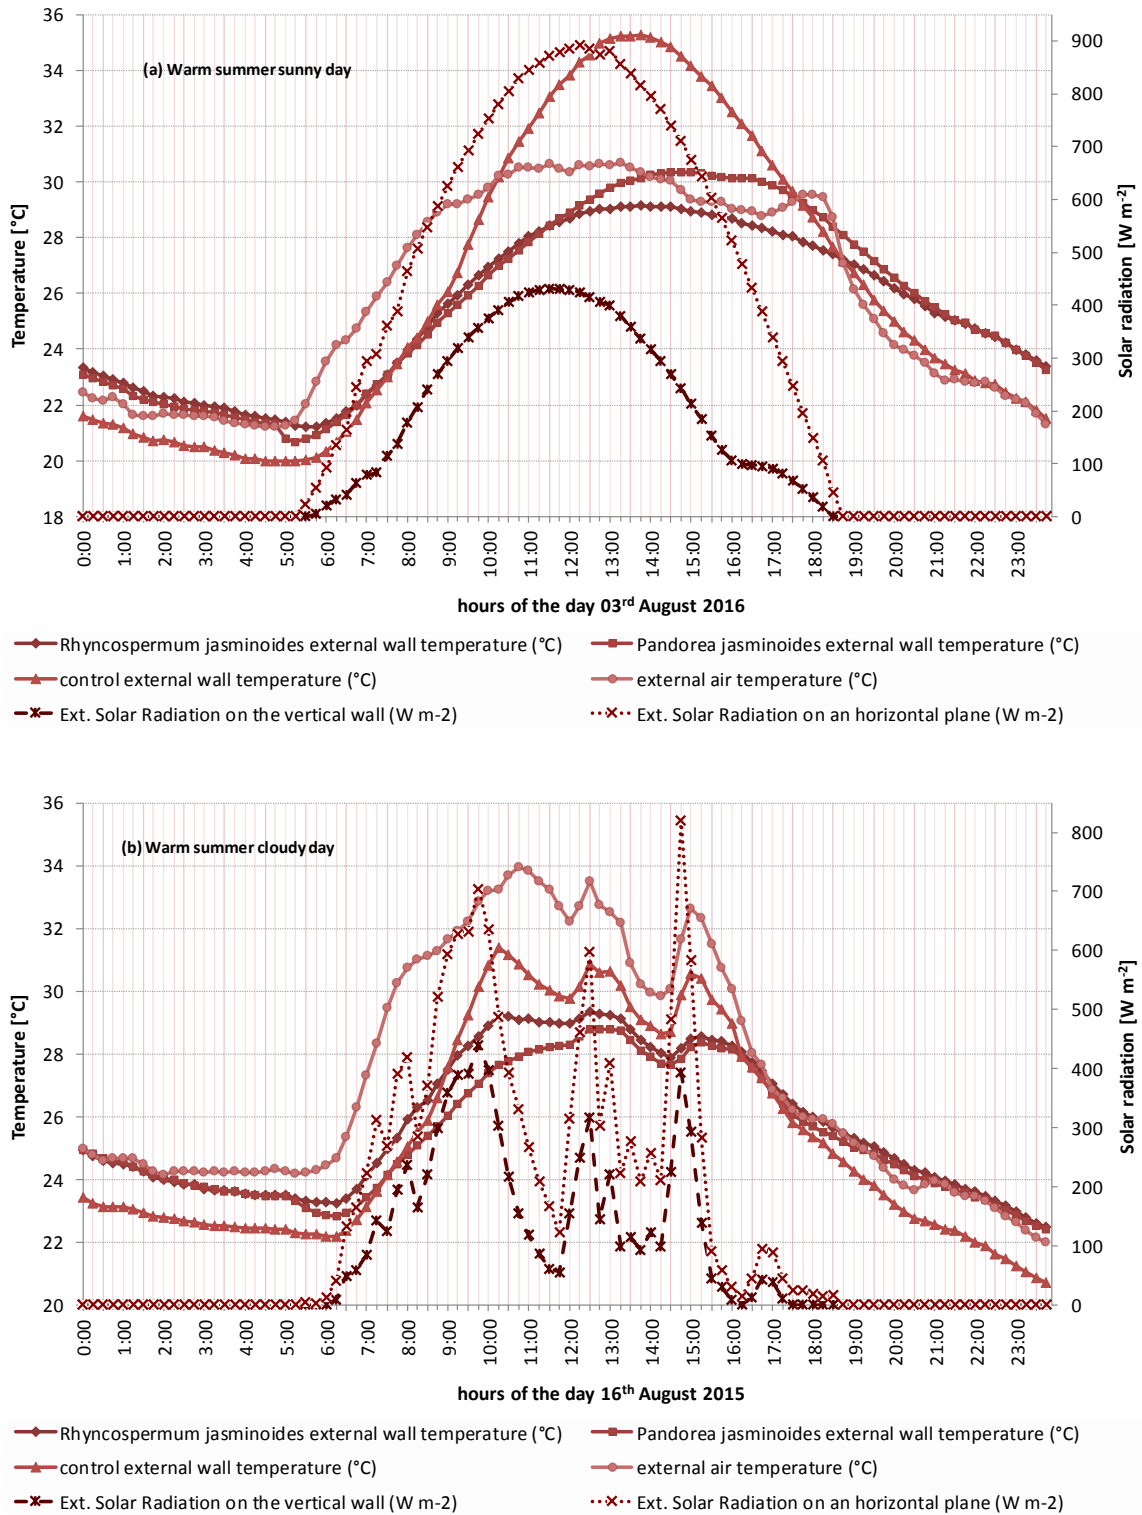 (a) Warm summer sunny day
Temperature [°C]
36
34
32
30
28
26
24
22
20
18
900
800
700
600
500
400
300
200
100
0
Solar radiation [W m-2]
0:00 1:00 2:00 3:00 4:00 5:00 6:00 7:00 8:00 9:00 10:00 11:00 12:00 13:00 14:00 15:00 16:00 17:00 18:00 19:00 20:00 21:00 22:00 23:00
hours of the day 03rd August 2016
Rhyncospermum jasminoides external wall temperature (°C) Pandorea jasminoides external wall temperature (°C)
control external wall temperature (°C) external air temperature (°C)
Ext. Solar Radiation on the vertical wall (W m-2) Ext. Solar Radiation on an horizontal plane (W m-2)
(b) Warm summer cloudy day
Temperature [°C]
36
34
32
30
28
26
24
22
20
800
700
600
500
400
300
200
100
0
Solar radiation [W m-2]
0:00 1:00 2:00 3:00 4:00 5:00 6:00 7:00 8:00 9:00 10:00 11:00 12:00 13:00 14:00 15:00 16:00 17:00 18:00 19:00 20:00 21:00 22:00 23:00
hours of the day 16th August 2015
Rhyncospermum jasminoides external wall temperature (°C) Pandorea jasminoides external wall temperature (°C)
control external wall temperature (°C) external air temperature (°C)
Ext. Solar Radiation on the vertical wall (W m-2) Ext. Solar Radiation on an horizontal plane (W m-2)